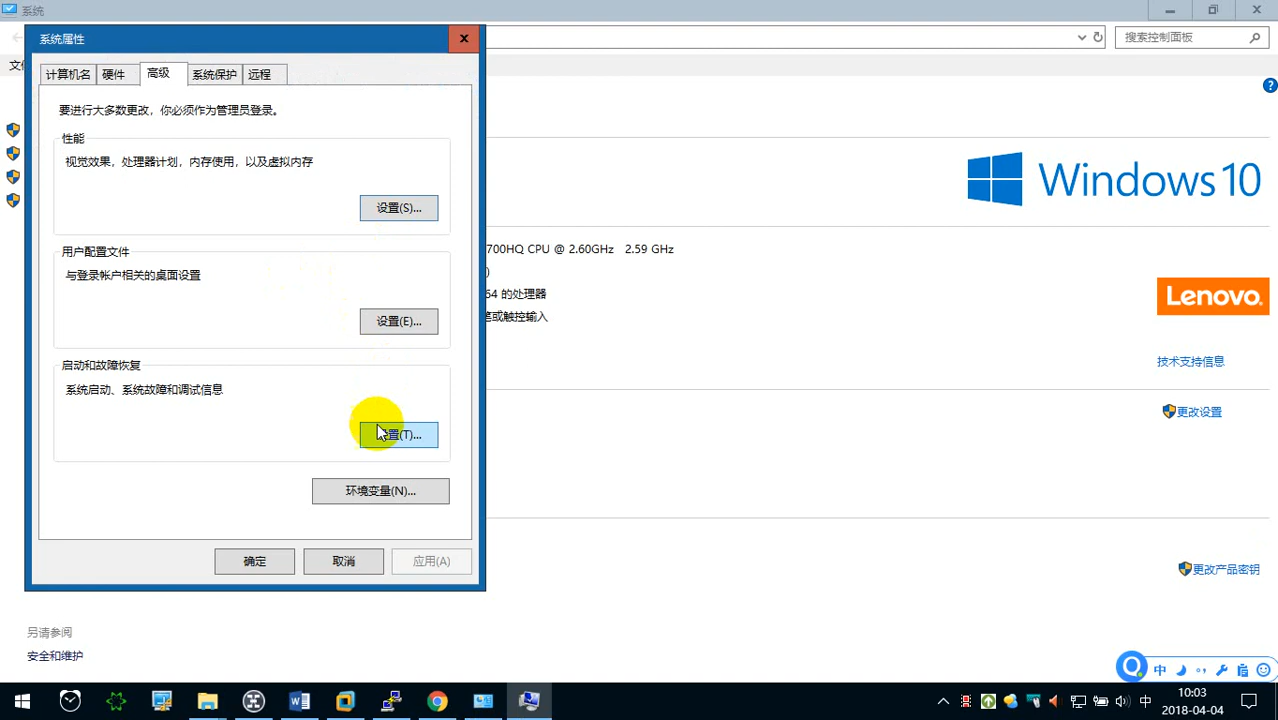 系统
系统属性
搜索控制面板
计算机名 硬件 高级 系统保护 远程
要进行大多数更改，你必须作为管理员登录。
性能
视觉效果，处理器计划，内存使用，以及虚拟内存
设置(S)...
用户配置文件
与登录帐户相关的桌面设置
设置(E)...
启动和故障恢复
系统启动、系统故障和调试信息
置(T)...
环境变量(N)...
确定 取消 应用(A)
Windows 10
700HQ CPU @ 2.60GHz 2.59 GHz
)
64 的处理器
笔或触控输入
Lenovo.
技术支持信息
更改设置
更改产品密钥
另请参阅
安全和维护
中
中
10:03
2018-04-04